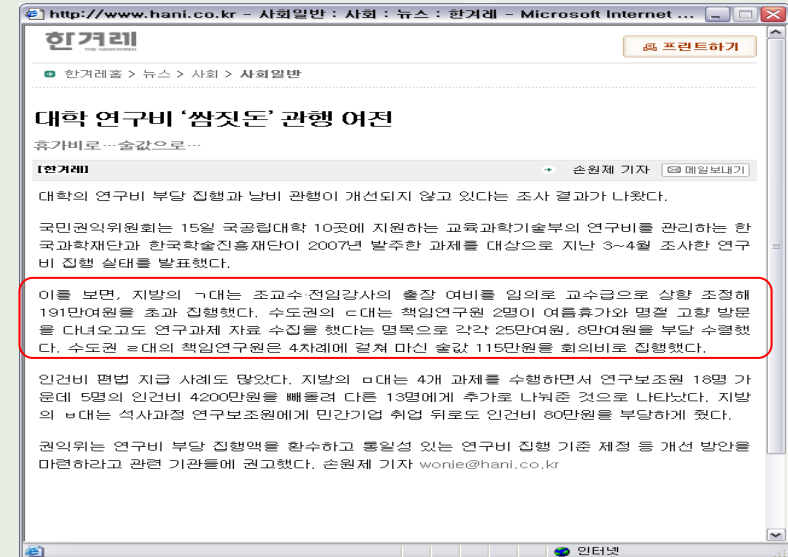 http://www.hani.co.kr - 사회일반 : 사회 : 뉴스 : 한겨레 - Microsoft Internet ...
한겨레
THE HANKYOREH
프린트하기
한겨레홈 > 뉴스 > 사회 > 사회일반
대학 연구비 ‘쌈짓돈’ 관행 여전
휴가비로…술값으로…
[한겨레]
손원제 기자 메일보내기
대학의 연구비 부당 집행과 낭비 관행이 개선되지 않고 있다는 조사 결과가 나왔다.
국민권익위원회는 15일 국공립대학 10곳에 지원하는 교육과학기술부의 연구비를 관리하는 한
국과학재단과 한국학술진흥재단이 2007년 발주한 과제를 대상으로 지난 3~4월 조사한 연구
비 집행 실태를 발표했다.
이를 보면, 지방의 ㄱ대는 조교수·전임강사의 출장 여비를 임의로 교수급으로 상향 조정해
191만여원을 초과 집행했다. 수도권의 ㄷ대는 책임연구원 2명이 여름휴가와 명절 고향 방문
을 다녀오고도 연구과제 자료 수집을 했다는 명목으로 각각 25만여원, 8만여원을 부당 수령했
다. 수도권 ㄹ대의 책임연구원은 4차례에 걸쳐 마신 술값 115만원을 회의비로 집행했다.
인건비 편법 지급 사례도 많았다. 지방의 ㅁ대는 4개 과제를 수행하면서 연구보조원 18명 가
운데 5명의 인건비 4200만원을 빼돌려 다른 13명에게 추가로 나눠준 것으로 나타났다. 지방
의 ㅂ대는 석사과정 연구보조원에게 민간기업 취업 뒤로도 인건비 80만원을 부당하게 줬다.
권익위는 연구비 부당 집행액을 환수하고 통일성 있는 연구비 집행 기준 제정 등 개선 방안을
마련하라고 관련 기관들에 권고했다. 손원제 기자 wonje@hani.co.kr
인터넷